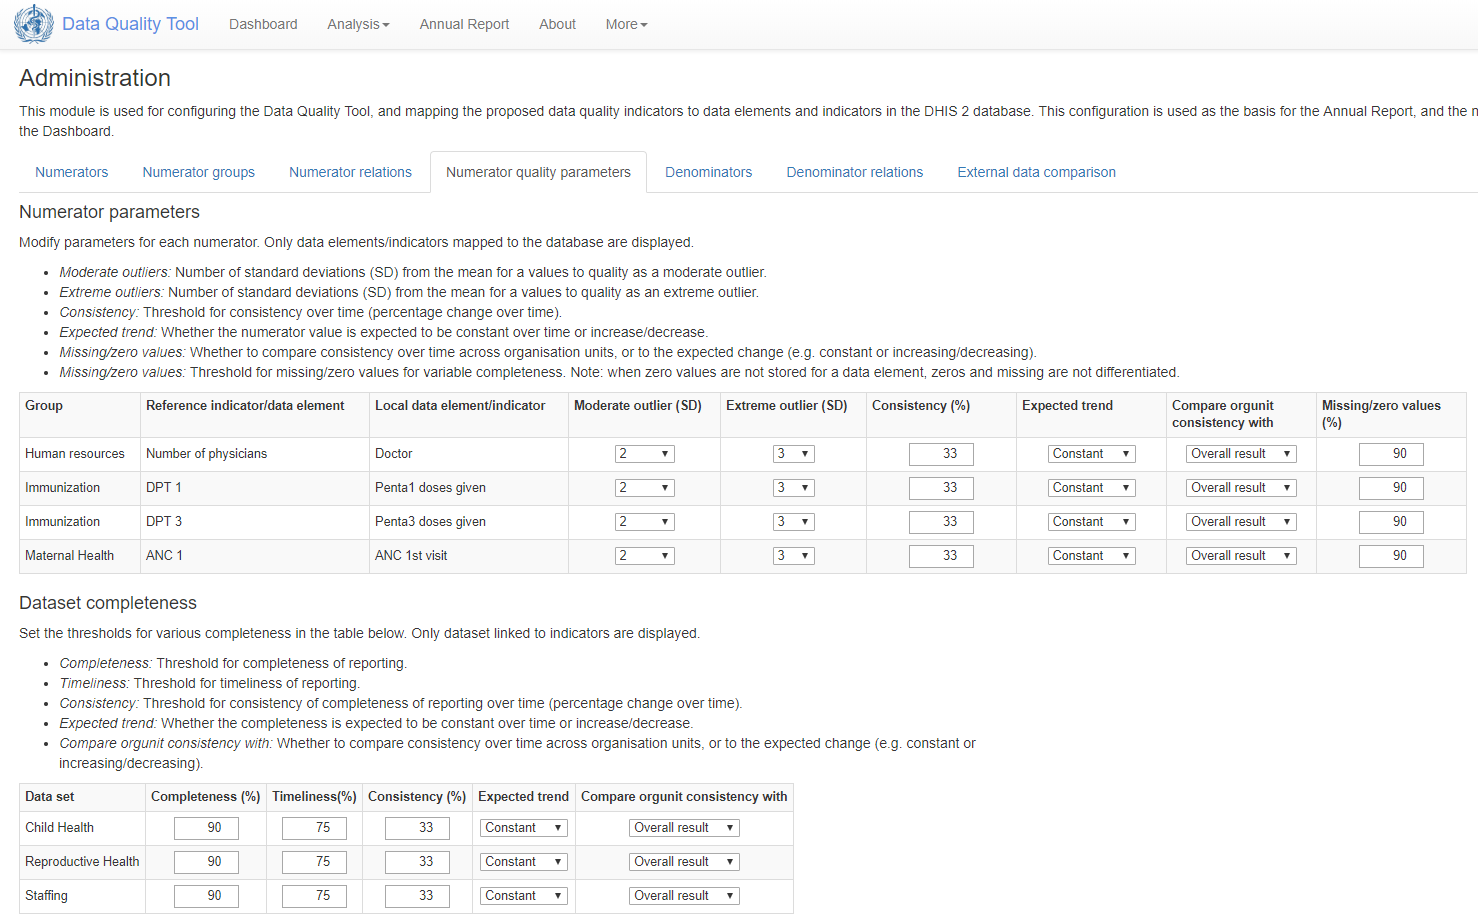 Data Quality Tool Dashboard Analysis Annual Report About More
Administration
This module is used for configuring the Data Quality Tool, and mapping the proposed data quality indicators to data elements and indicators in the DHIS 2 database. This configuration is used as the basis for the Annual Report, and the
the Dashboard.
Numerators Numerator groups Numerator relations Numerator quality parameters Denominators Denominator relations External data comparison
Numerator parameters
Modify parameters for each numerator. Only data elements/indicators mapped to the database are displayed.
• Moderate outliers: Number of standard deviations (SD) from the mean for a values to quality as a moderate outlier.
• Extreme outliers: Number of standard deviations (SD) from the mean for a values to quality as an extreme outlier.
• Consistency: Threshold for consistency over time (percentage change over time).
• Expected trend: Whether the numerator value is expected to be constant over time or increase/decrease.
• Missing/zero values: Whether to compare consistency over time across organisation units, or to the expected change (e.g. constant or increasing/decreasing).
• Missing/zero values: Threshold for missing/zero values for variable completeness. Note: when zero values are not stored for a data element, zeros and missing are not differentiated.
Group Reference indicator/data element Local data element/indicator Moderate outlier (SD) Extreme outlier (SD) Consistency (%) Expected trend Compare orgunit Missing/zero values
consistency with (%)
Human resources Number of physicians Doctor 2 3 33 Constant Overall result 90
Immunization DPT 1 Penta1 doses given 2 3 33 Constant Overall result 90
Immunization DPT 3 Penta3 doses given 2 3 33 Constant Overall result 90
Maternal Health ANC 1 ANC 1st visit 2 3 33 Constant Overall result 90
Dataset completeness
Set the thresholds for various completeness in the table below. Only dataset linked to indicators are displayed.
• Completeness: Threshold for completeness of reporting.
• Timeliness: Threshold for timeliness of reporting.
• Consistency: Threshold for consistency of completeness of reporting over time (percentage change over time).
• Expected trend: Whether the completeness is expected to be constant over time or increase/decrease.
• Compare orgunit consistency with: Whether to compare consistency over time across organisation units, or to the expected change (e.g. constant or
increasing/decreasing).
Data set Completeness (%) Timeliness(%) Consistency (%) Expected trend Compare orgunit consistency with
Child Health 90 75 33 Constant Overall result
Reproductive Health 90 75 33 Constant Overall result
Staffing 90 75 33 Constant Overall result